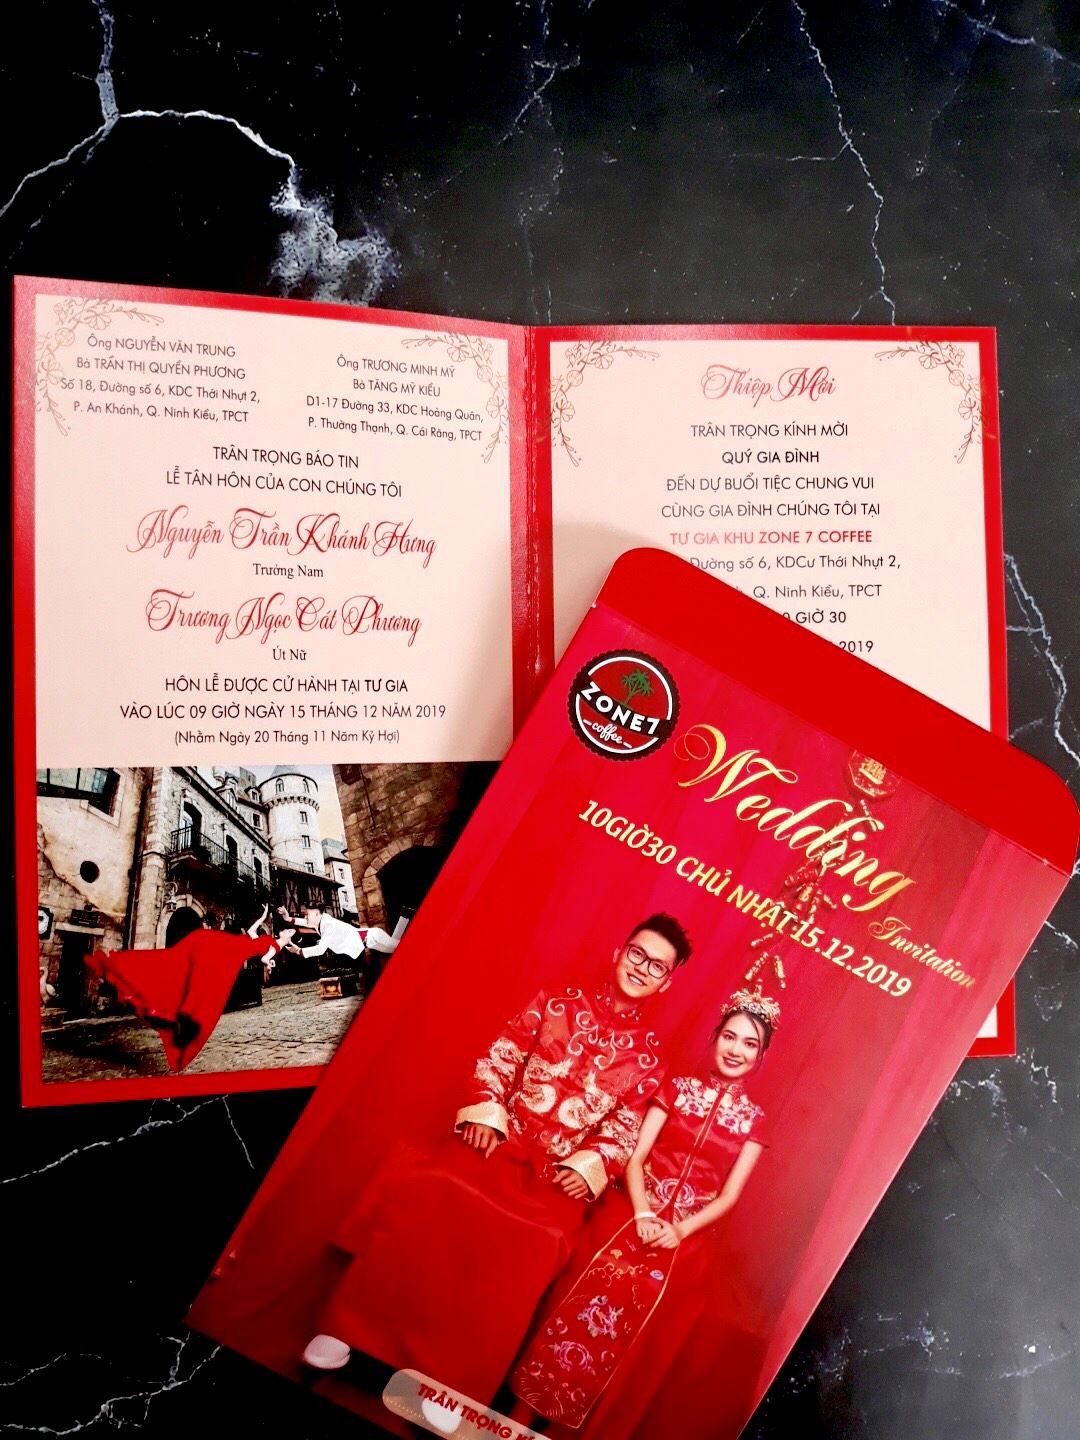 Ông NGUYỄN VĂN TRUNG
Bà TRẦN THỊ QUYỂN PHƯƠNG
Số 18, Đường số 6, KDC Thới Nhựt 2,
P. An Khánh, Q. Ninh Kiều, TPCT
Ông TRƯƠNG MINH MỸ
Bà TĂNG MỸ KIỀU
D1-17 Đường 33, KDC Hoàng Quân,
P. Thường Thạnh, Q. Cái Răng, TPCT
TRÂN TRỌNG BÁO TIN
LỄ TÂN HÔN CỦA CON CHÚNG TÔI
Nguyễn Trần Khánh Hưng
Trưởng Nam
Trương Ngọc Cát Phương
Út Nữ
HÔN LỄ ĐƯỢC CỬ HÀNH TẠI TƯ GIA
VÀO LÚC 09 GIỜ NGÀY 15 THÁNG 12 NĂM 2019
(Nhằm Ngày 20 Tháng 11 Năm Kỷ Hợi)
Thiệp Mời
TRÂN TRỌNG KÍNH MỜI
QUÝ GIA ĐÌNH
ĐẾN DỰ BUỔI TIỆC CHUNG VUI
CÙNG GIA ĐÌNH CHÚNG TÔI TẠI
TƯ GIA KHU ZONE 7 COFFEE
Đường số 6, KDCư Thới Nhựt 2,
Q. Ninh Kiều, TPCT
GIỜ 30
2019
ZONE7
coffee
Wedding
Invitation
10GIỜ30 CHỦ NHẬT 15.12.2019
TRÂN TRỌNG